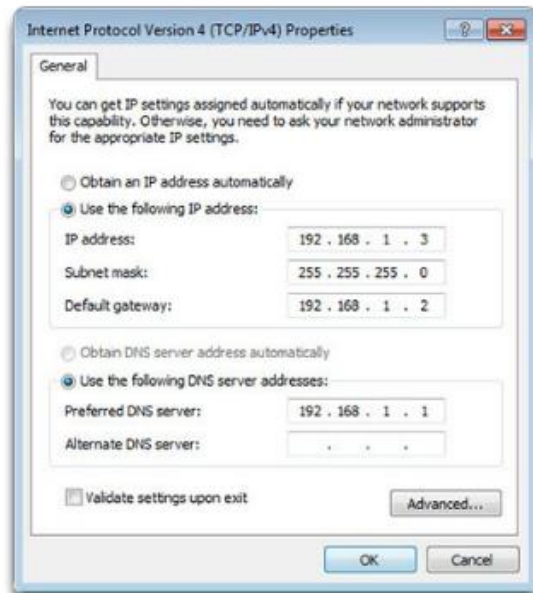 Internet Protocol Version 4 (TCP/IPv4) Properties
General
You can get IP settings assigned automatically if your network supports
this capability. Otherwise, you need to ask your network administrator
for the appropriate IP settings.
Obtain an IP address automatically
Use the following IP address:
IP address: 192 . 168 . 1 . 3
Subnet mask: 255 . 255 . 255 . 0
Default gateway: 192 . 168 . 1 . 2
Obtain DNS server address automatically
Use the following DNS server addresses:
Preferred DNS server: 192 . 168 . 1 . 1
Alternate DNS server: . . .
Validate settings upon exit
Advanced...
OK Cancel